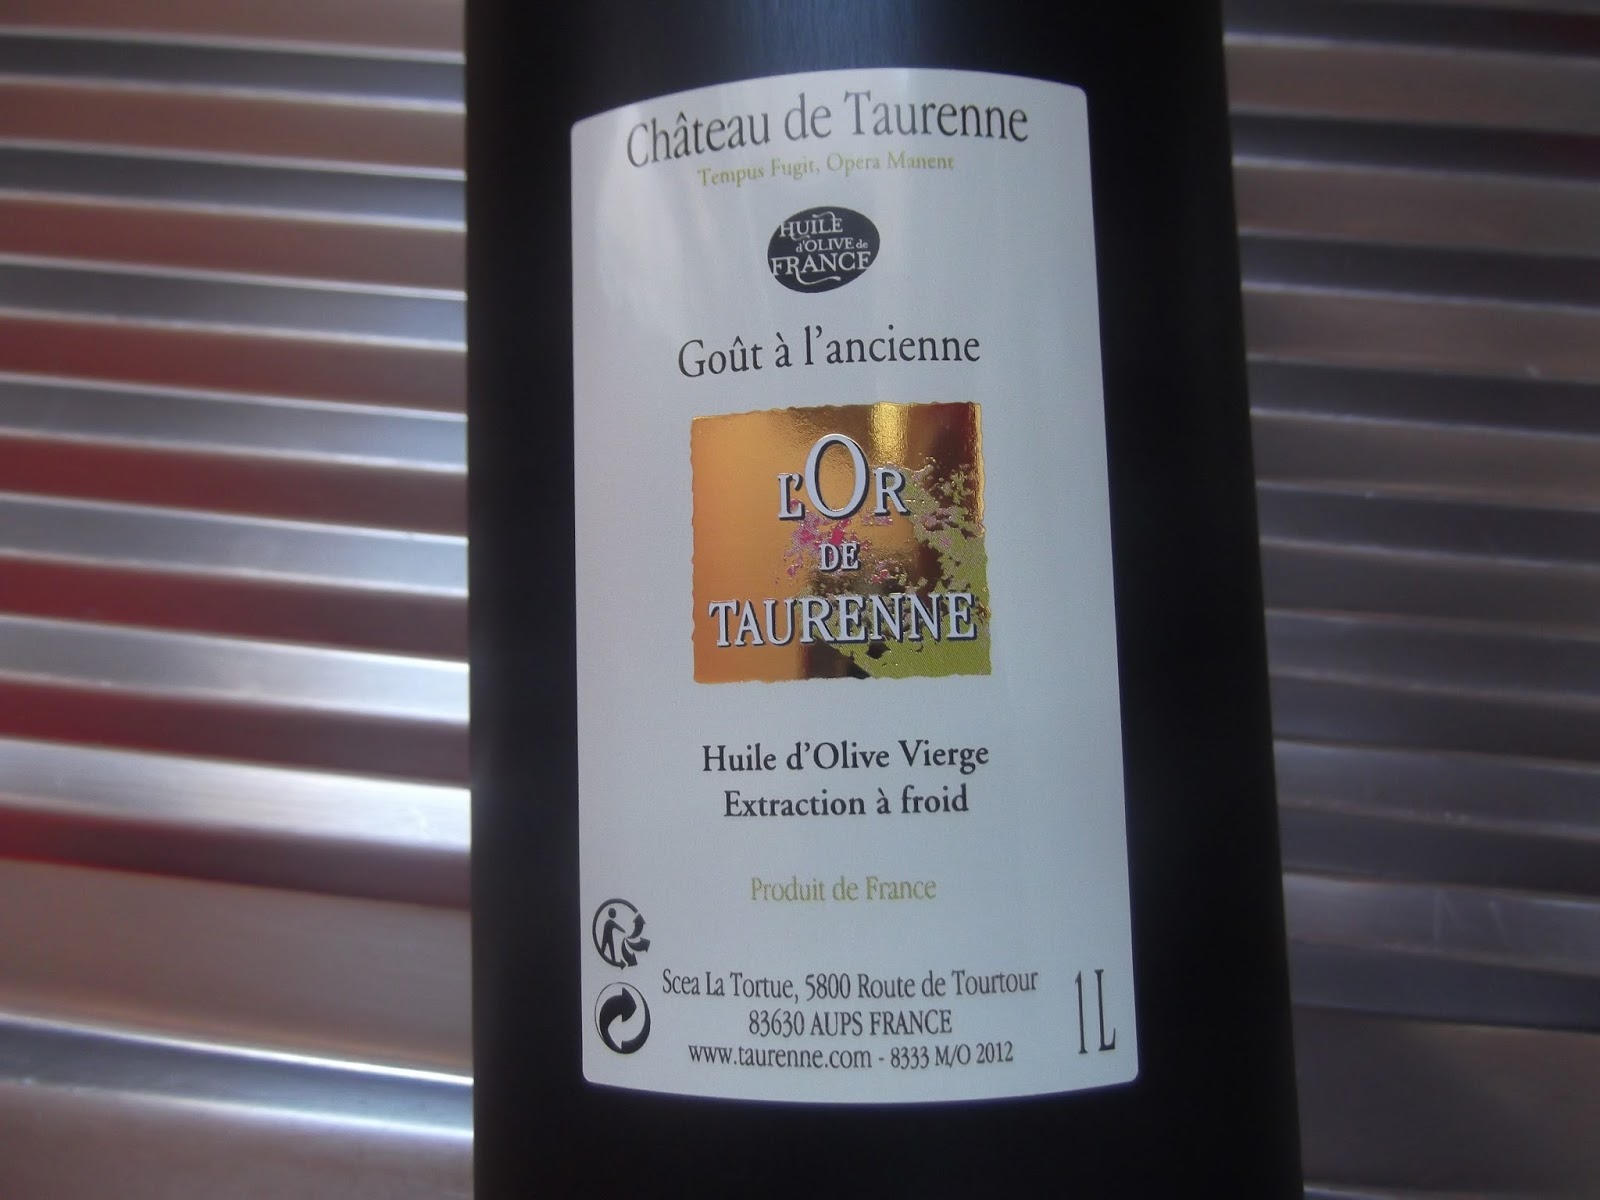 Château de Taurenne
Tempus Fugit, Opera Manent
HUILE
d'OLIVE de
FRANCE
Goût à l'ancienne
L'OR
DE
TAURENNE
Huile d'Olive Vierge
Extraction à froid
Produit de France
Scea La Tortue, 5800 Route de Tourtour
83630 AUPS FRANCE
www.taurenne.com - 8333 M/O 2012
1L